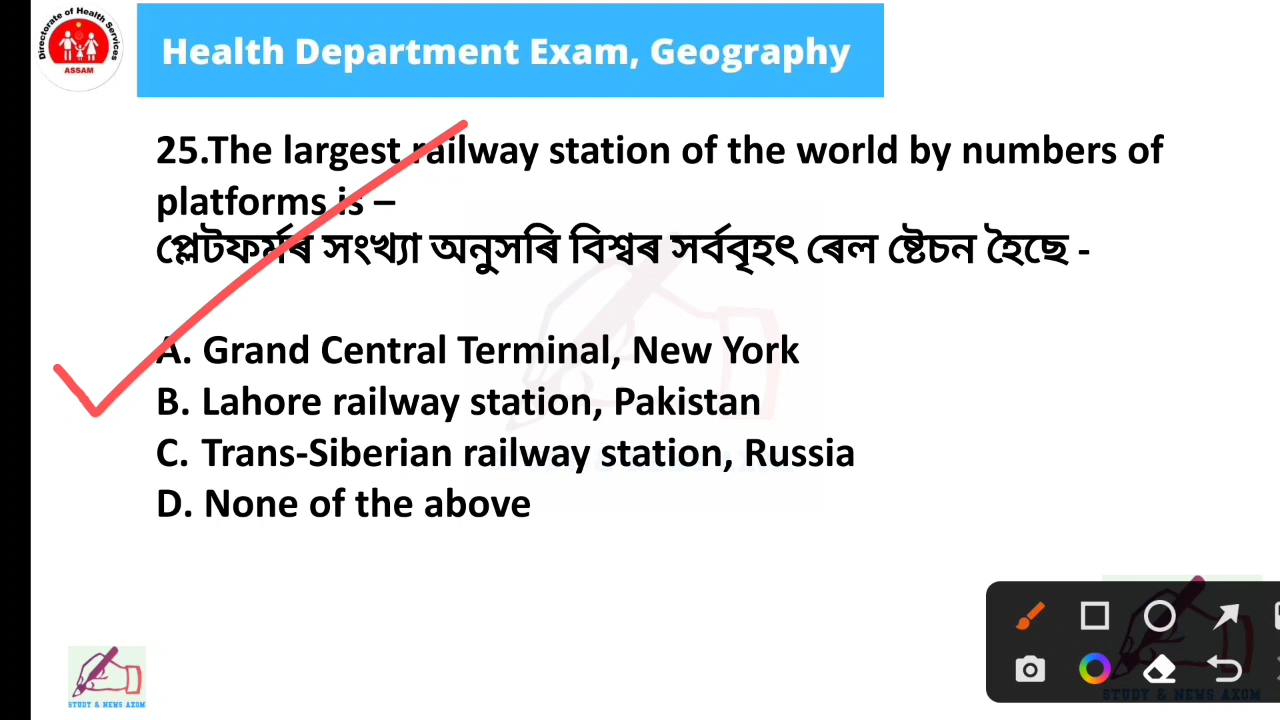 Directorate of Health Services
ASSAM
Health Department Exam, Geography
25.The largest railway station of the world by numbers of
platforms is –
প্লেটফৰ্মৰ সংখ্যা অনুসৰি বিশ্বৰ সৰ্ববৃহৎ ৰেল ষ্টেচন হৈছে -
A. Grand Central Terminal, New York
B. Lahore railway station, Pakistan
C. Trans-Siberian railway station, Russia
D. None of the above
STUDY & NEWS AXOM
STUDY & NEWS AXOM